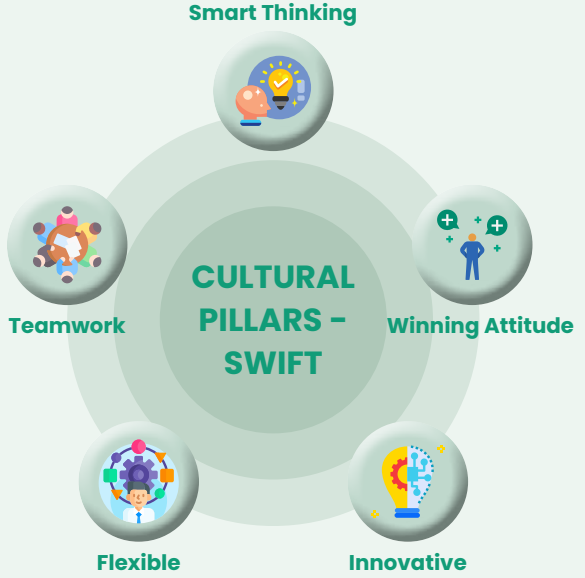 Smart Thinking
CULTURAL
PILLARS -
SWIFT
Teamwork
Winning Attitude
Flexible
Innovative